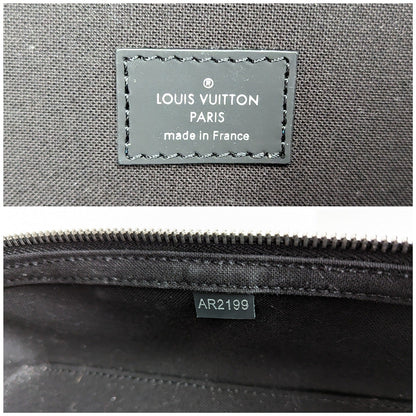 ®
LOUIS VUITTON
PARIS
made in France
AR2199